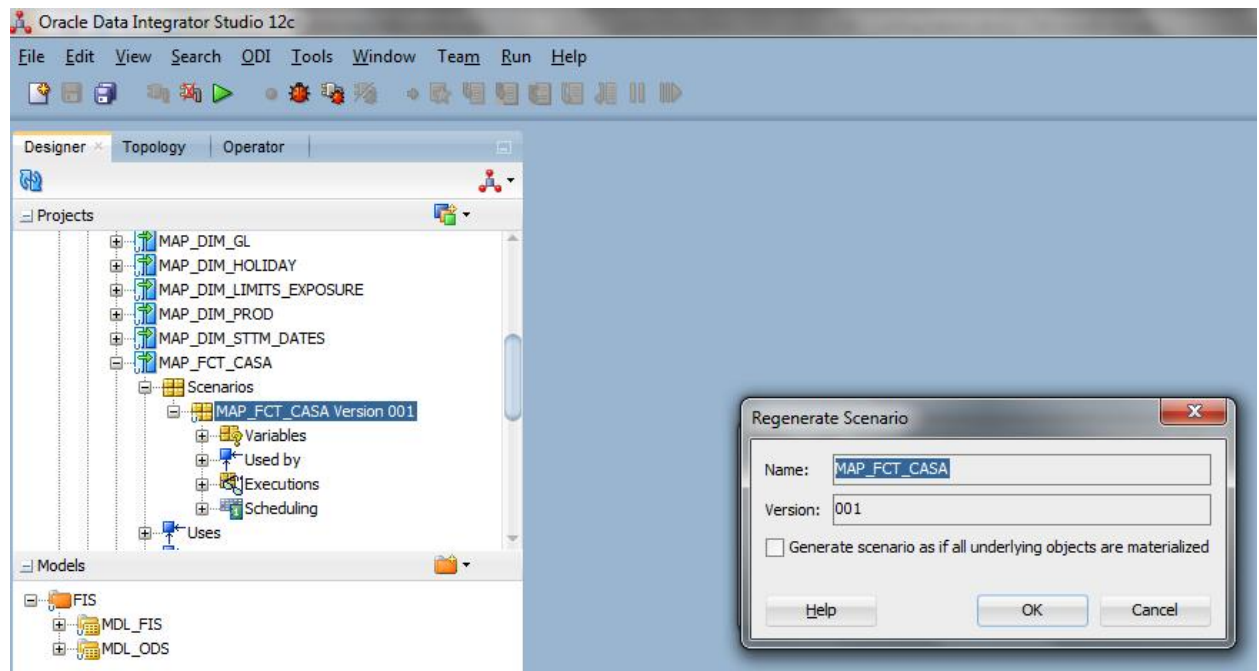 Oracle Data Integrator Studio 12c
File Edit View Search ODI Tools Window Team Run Help
Designer Topology Operator
Projects
MAP_DIM_GL
MAP_DIM_HOLIDAY
MAP_DIM_LIMITS_EXPOSURE
MAP_DIM_PROD
MAP_DIM_STTM_DATES
MAP_FCT_CASA
Scenarios
MAP_FCT_CASA Version 001
Variables
Used by
Executions
Scheduling
Uses
Models
FIS
MDL_FIS
MDL_ODS
Regenerate Scenario
Name: MAP_FCT_CASA
Version: 001
Generate scenario as if all underlying objects are materialized
Help OK Cancel